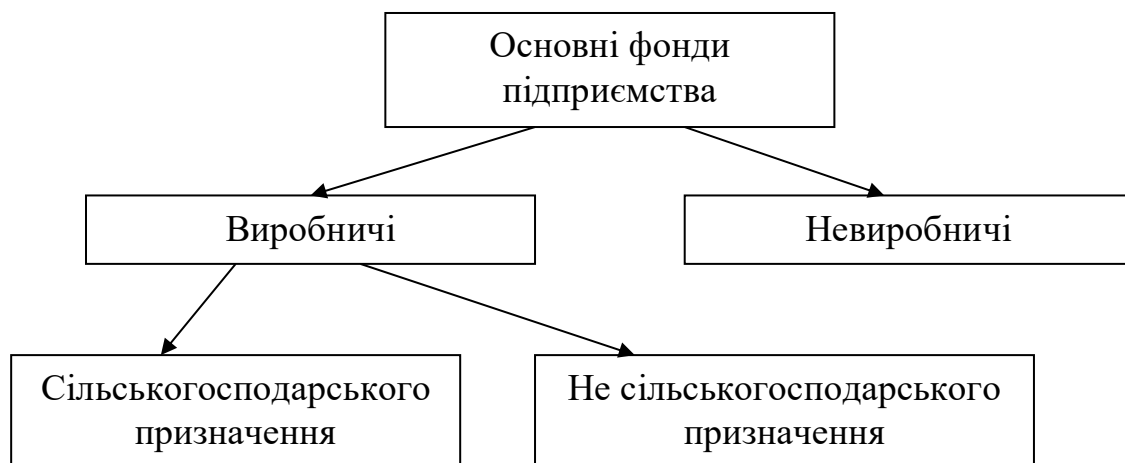 Основні фонди
підприємства
Виробничі
Невиробничі
Сільськогосподарського
призначення
Не сільськогосподарського
призначення